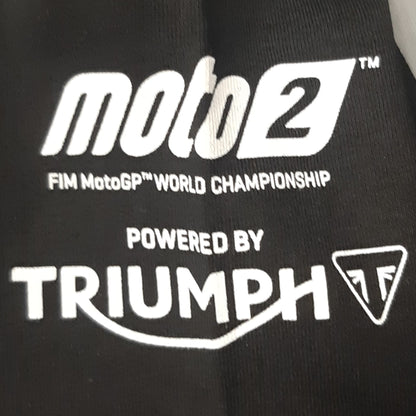 moto2™
FIM MotoGP™ WORLD CHAMPIONSHIP
POWERED BY
TRIUMPH